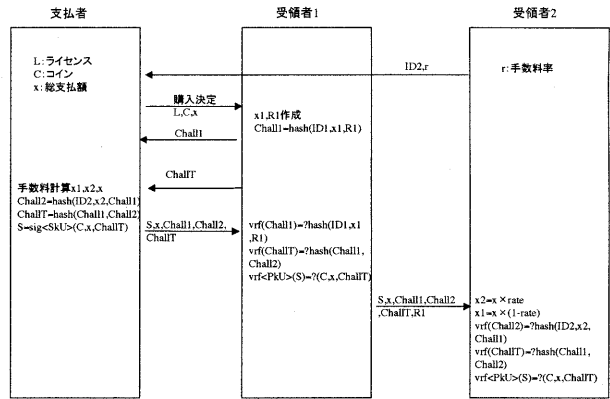 支払者
受領者1
受領者2
L:ライセンス
C:コイン
x:総支払額
ID2,r
r:手数料率
購入決定
L,C,x
x1,R1作成
Chall1=hash(ID1,x1,R1)
Chall1
ChallT
手数料計算x1,x2,x
Chall2=hash(ID2,x2,Chall1)
ChallT=hash(Chall1,Chall2)
S=sig<SkU>(C,x,ChallT)
S,x,Chall1,Chall2,
ChallT
vrf(Chall1)=?hash(ID1,x1
,R1)
vrf(ChallT)=?hash(Chall1,
Chall2)
vrf<PkU>(S)=?(C,x,ChallT)
S,x,Chall1,Chall2
,ChallT,R1
x2=x×rate
x1=x×(1-rate)
vrf(Chall2)=?hash(ID2,x2,
Chall1)
vrf(ChallT)=?hash(Chall1,
Chall2)
vrf<PkU>(S)=?(C,x,ChallT)